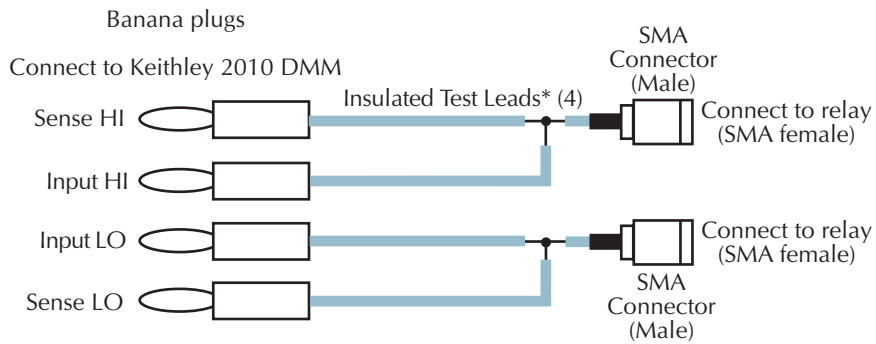 Banana plugs
Connect to Keithley 2010 DMM
SMA
Connector
(Male)
Insulated Test Leads* (4)
Sense HI
Connect to relay
(SMA female)
Input HI
Input LO
Connect to relay
(SMA female)
Sense LO
SMA
Connector
(Male)